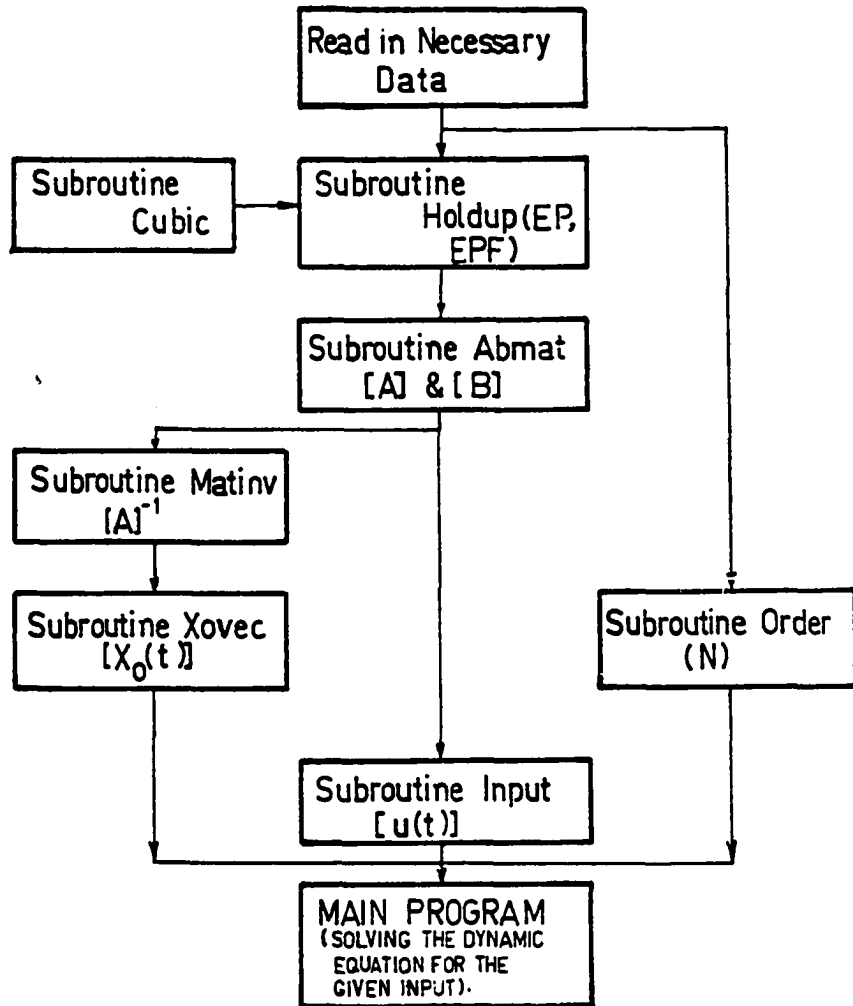 Read in Necessary
Data
Subroutine
Cubic
Subroutine
Holdup(EP,
EPF)
Subroutine Abmat
[A] & [B]
Subroutine Matinv
[A]⁻¹
Subroutine Xovec
[X₀(t)]
Subroutine Order
(N)
Subroutine Input
[u(t)]
MAIN PROGRAM
(SOLVING THE DYNAMIC
EQUATION FOR THE
GIVEN INPUT).